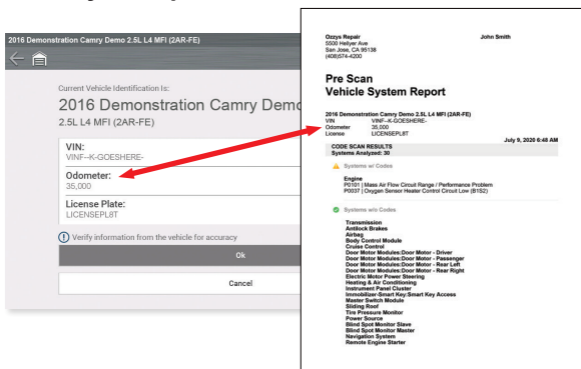 2016 Demonstration Camry Demo 2.5L L4 MFI (2AR-FE)
Current Vehicle Identification Is:
2016 Demonstration Camry Demo
2.5L L4 MFI (2AR-FE)
VIN:
VINF--K-GOESHERE-
Odometer:
35,000
License Plate:
LICENSEPL8T
Verify information from the vehicle for accuracy
Ok
Cancel
Ozzys Repair John Smith
5500 Hellyer Ave
San Jose, CA 95138
(408)574-4200
Pre Scan
Vehicle System Report
2016 Demonstration Camry Demo 2.5L L4 MFI (2AR-FE)
VIN VINF--K-GOESHERE-
Odometer 35,000
License LICENSEPL8T
July 9, 2020 6:48 AM
CODE SCAN RESULTS
Systems Analyzed: 30
Systems w/ Codes
Engine
P0101 | Mass Air Flow Circuit Range / Performance Problem
P0037 | Oxygen Sensor Heater Control Circuit Low (B1S2)
Systems w/o Codes
Transmission
Antilock Brakes
Airbag
Body Control Module
Cruise Control
Door Motor Modules:Door Motor - Driver
Door Motor Modules:Door Motor - Passenger
Door Motor Modules:Door Motor - Rear Left
Door Motor Modules:Door Motor - Rear Right
Electric Motor Power Steering
Heating & Air Conditioning
Instrument Panel Cluster
Immobilizer-Smart Key:Smart Key Access
Master Switch Module
Sliding Roof
Tire Pressure Monitor
Power Source
Blind Spot Monitor Slave
Blind Spot Monitor Master
Navigation System
Remote Engine Starter